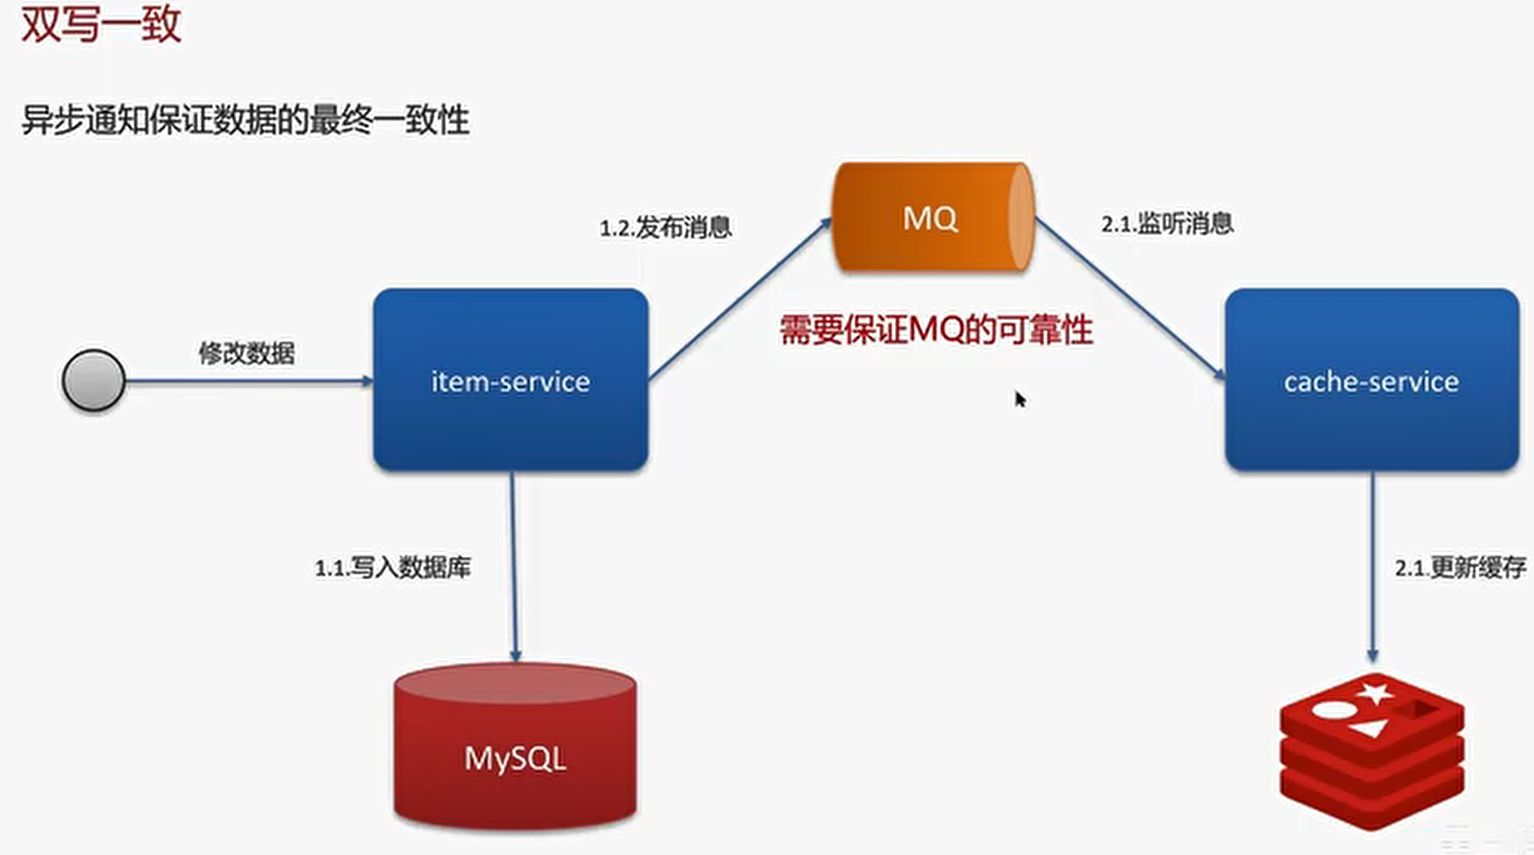 双写一致
异步通知保证数据的最终一致性
MQ
1.2.发布消息
2.1.监听消息
需要保证MQ的可靠性
修改数据
item-service
cache-service
1.1.写入数据库
2.1.更新缓存
MySQL